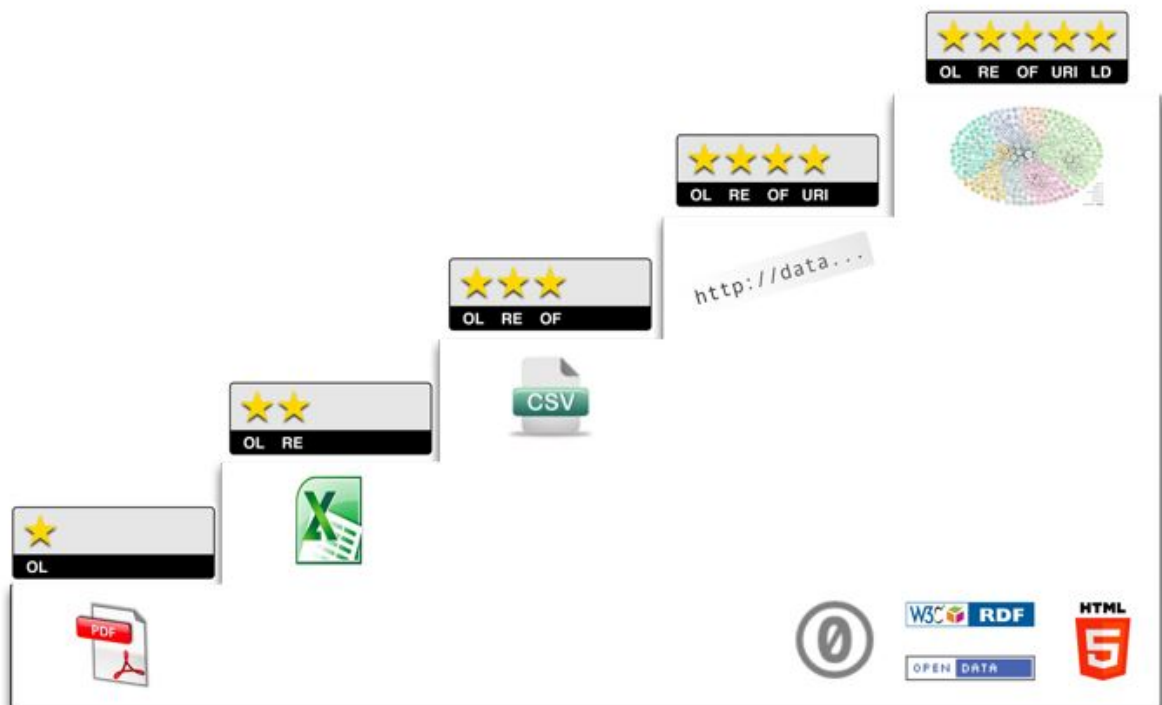 OL RE OF URI LD
OL RE OF URI
http://data...
OL RE OF
CSV
OL RE
X
OL
PDF
0
W3C RDF
OPEN DATA
HTML
5